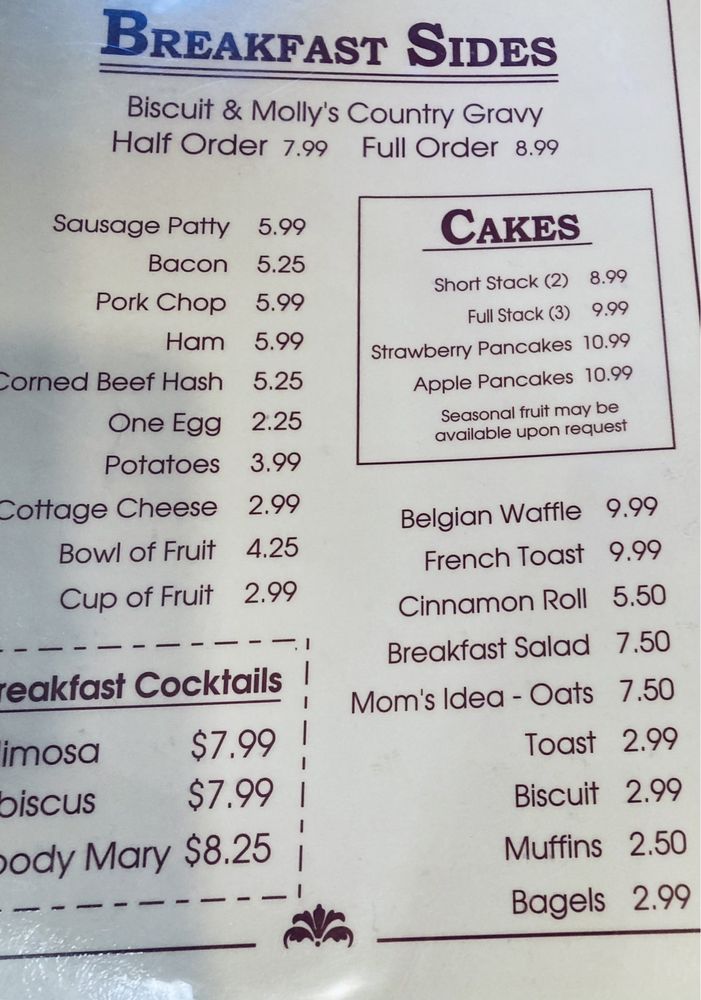 BREAKFAST SIDES
Biscuit & Molly's Country Gravy
Half Order 7.99 Full Order 8.99
Sausage Patty 5.99
Bacon 5.25
Pork Chop 5.99
Ham 5.99
Corned Beef Hash 5.25
One Egg 2.25
Potatoes 3.99
Cottage Cheese 2.99
Bowl of Fruit 4.25
Cup of Fruit 2.99
reakfast Cocktails
imosa $7.99
biscus $7.99
oody Mary $8.25
CAKES
Short Stack (2) 8.99
Full Stack (3) 9.99
Strawberry Pancakes 10.99
Apple Pancakes 10.99
Seasonal fruit may be
available upon request
Belgian Waffle 9.99
French Toast 9.99
Cinnamon Roll 5.50
Breakfast Salad 7.50
Mom's Idea - Oats 7.50
Toast 2.99
Biscuit 2.99
Muffins 2.50
Bagels 2.99